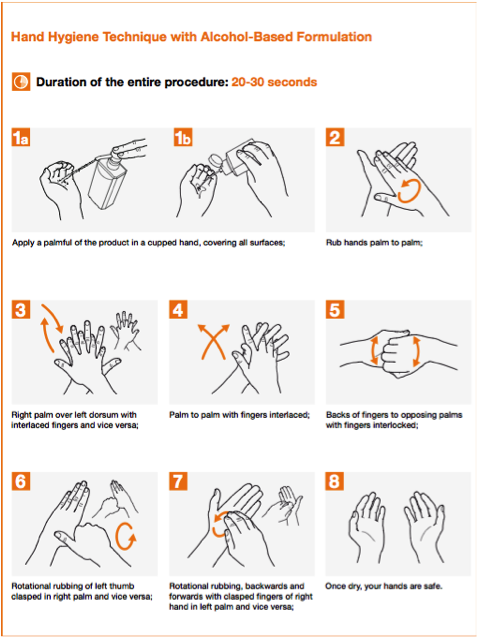 Hand Hygiene Technique with Alcohol-Based Formulation
Duration of the entire procedure: 20-30 seconds
1a
1b
2
Apply a palmful of the product in a cupped hand, covering all surfaces;
Rub hands palm to palm;
3
4
5
Right palm over left dorsum with
interlaced fingers and vice versa;
Palm to palm with fingers interlaced;
Backs of fingers to opposing palms
with fingers interlocked;
6
7
8
Rotational rubbing of left thumb
clasped in right palm and vice versa;
Rotational rubbing, backwards and
forwards with clasped fingers of right
hand in left palm and vice versa;
Once dry, your hands are safe.